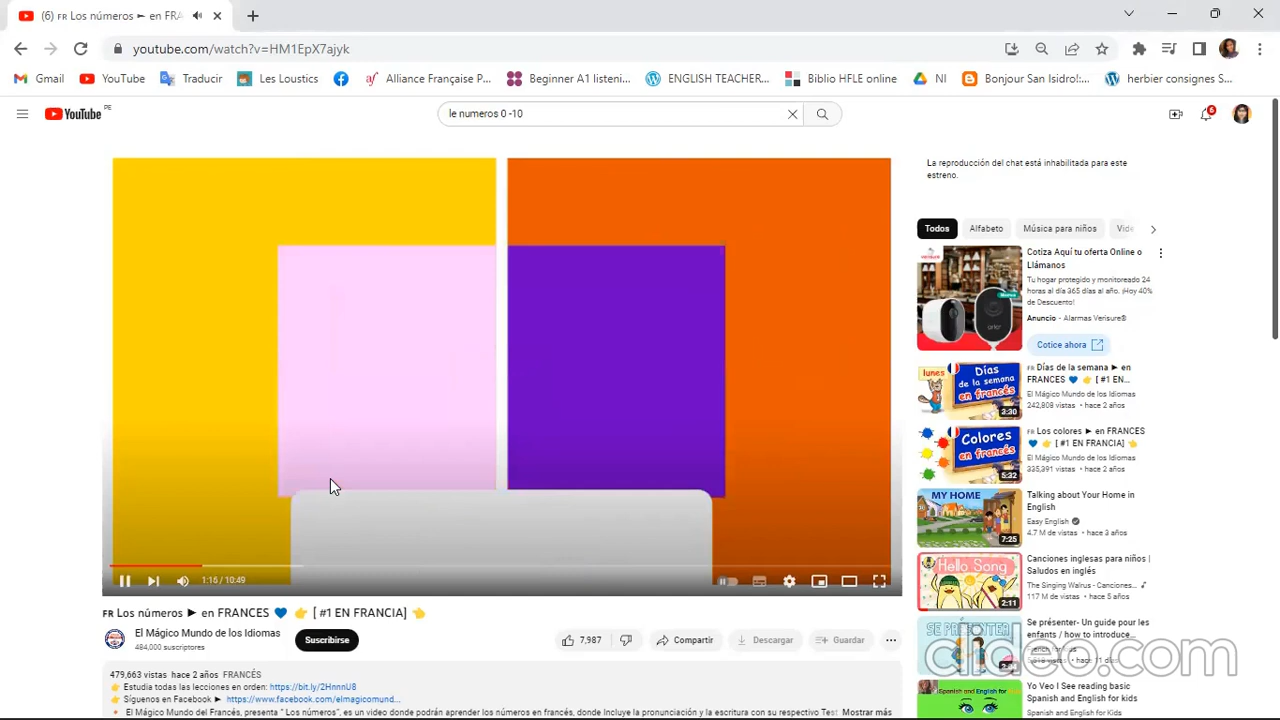 (6) FR Los números ► en FRA
youtube.com/watch?v=HM1EpX7ajyk
Gmail
YouTube
Traducir
Les Loustics
Alliance Française P...
Beginner A1 listeni...
ENGLISH TEACHER...
Biblio HFLE online
NI
Bonjour San Isidro!:...
herbier consignes S...
YouTube PE
le numeros 0 -10
6
La reproducción del chat está inhabilitada para este
estreno.
Todos
Alfabeto
Música para niños
Vide
Cotiza Aquí tu oferta Online o
Llámanos
Tu hogar protegido y monitoreado 24
horas al día 365 días al año. ¡Hoy 40%
de Descuento!
Anuncio · Alarmas Verisure®
Cotice ahora
lunes
Días
de la semana
en francés
3:30
FR Días de la semana ► en
FRANCES 💙 👉 [ #1 EN...
El Mágico Mundo de los Idiomas
242,808 vistas • hace 2 años
Colores
en francés
5:32
FR Los colores ► en FRANCES
💙 👉 [ #1 EN FRANCIA] 👈
El Mágico Mundo de los Idiomas
335,391 vistas • hace 2 años
MY HOME
7:25
Talking about Your Home in
English
Easy English
4.7 M de vistas • hace 3 años
Hello Song
2:11
Canciones inglesas para niños |
Saludos en inglés
The Singing Walrus - Canciones...
117 M de vistas • hace 5 años
SE PRÉSENTER
Se présenter- Un guide pour les
enfants / how to introduce...
clideo.com
Yo Veo I See reading basic
Spanish and English for Kids
Spanish and English for Kids
1:16 / 10:49
FR Los números ► en FRANCES 💙 👉 [ #1 EN FRANCIA] 👈
El Mágico Mundo de los Idiomas
484,000 suscriptores
Suscribirse
7,987
Compartir
Descargar
Guardar
479,663 vistas hace 2 años FRANCÉS
👉 Estudia todas las lecciones en orden: https://bit.ly/2HnnnU8
👉 Síguenos en Facebook ► https://www.facebook.com/elmagicomund...
🔸 El Mágico Mundo del Francés, presenta " Los números", es un video donde podrán aprender los números en francés, donde Incluye la pronunciación y la escritura con su respectivo Test Mostrar más